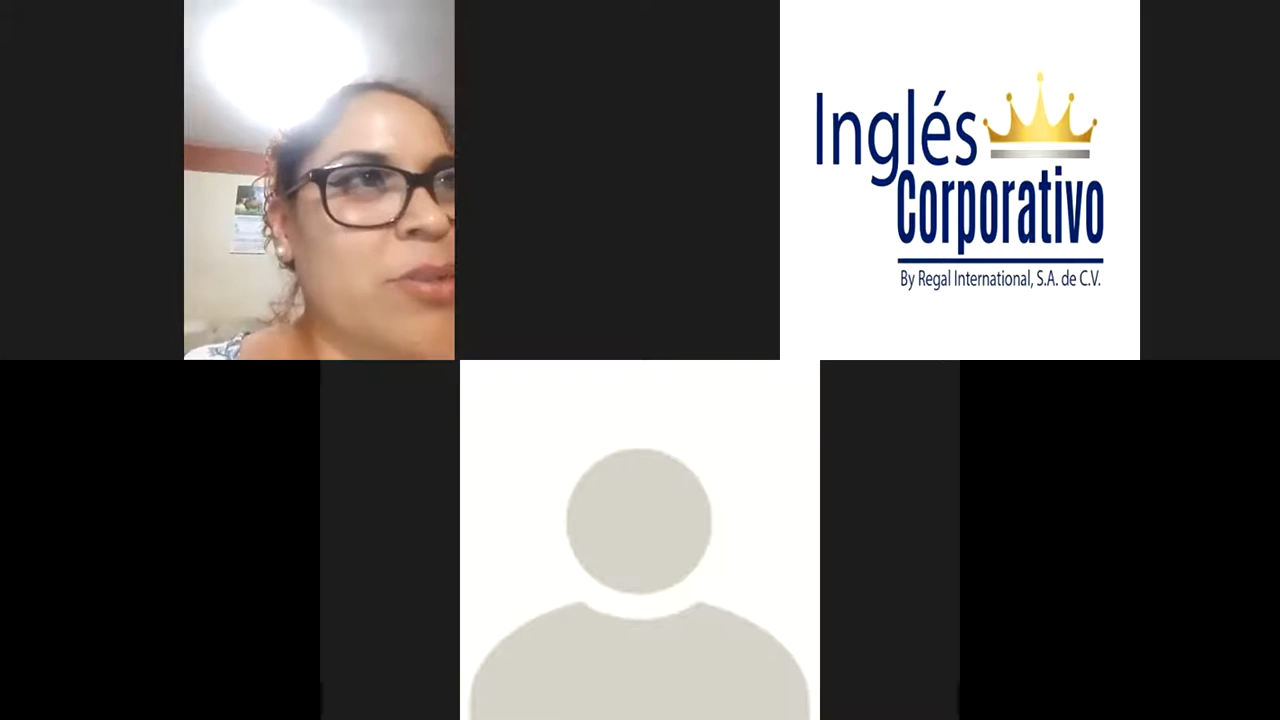 Inglés
Corporativo
By Regal International, S.A. de C.V.